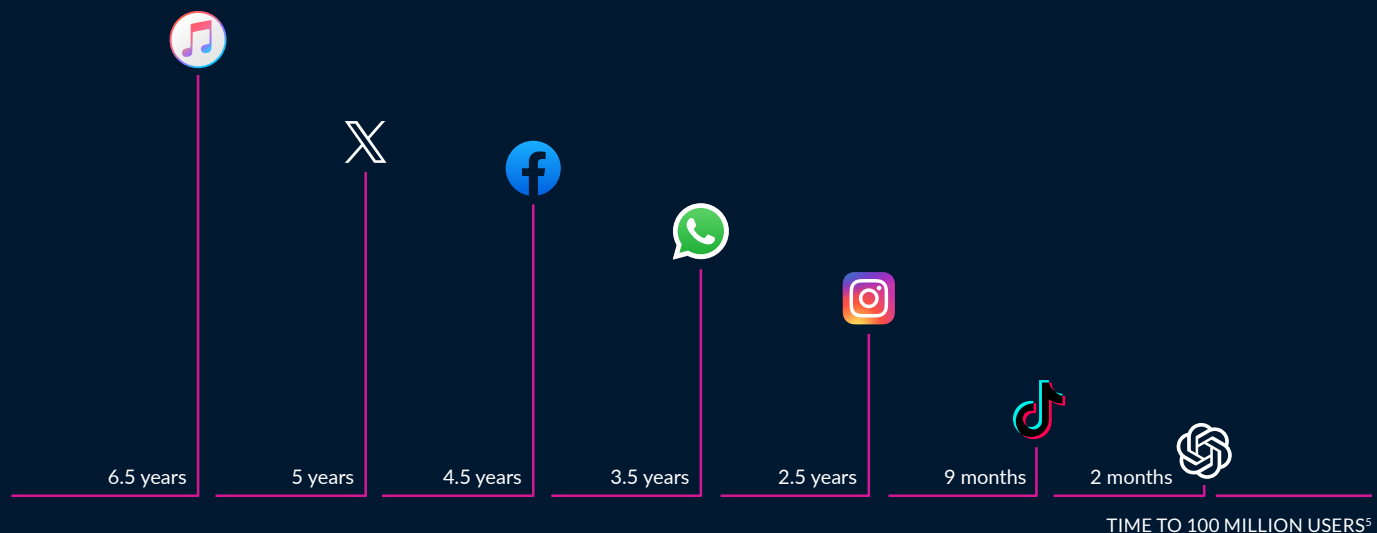 6.5 years
5 years
4.5 years
3.5 years
2.5 years
9 months
2 months
TIME TO 100 MILLION USERS⁵